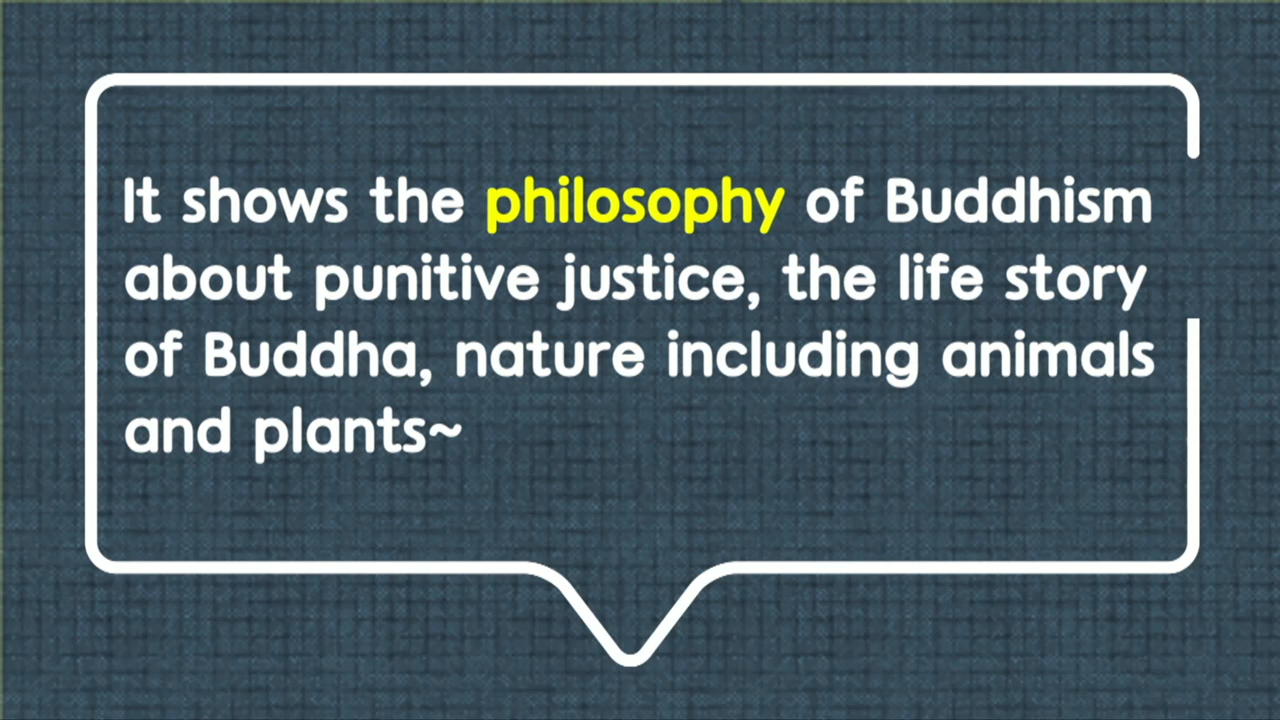 It shows the philosophy of Buddhism
about punitive justice, the life story
of Buddha, nature including animals
and plants~